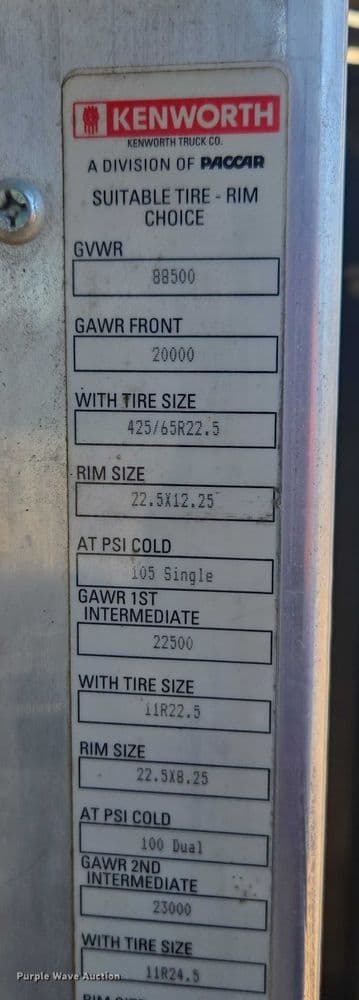 KENWORTH
KENWORTH TRUCK CO.
A DIVISION OF PACCAR
SUITABLE TIRE - RIM
CHOICE
GVWR
88500
GAWR FRONT
20000
WITH TIRE SIZE
425/65R22.5
RIM SIZE
22.5X12.25
AT PSI COLD
105 Single
GAWR 1ST
INTERMEDIATE
22500
WITH TIRE SIZE
11R22.5
RIM SIZE
22.5X8.25
AT PSI COLD
100 Dual
GAWR 2ND
INTERMEDIATE
23000
WITH TIRE SIZE
11R24.5
RIM SIZE
Purple Wave Auction